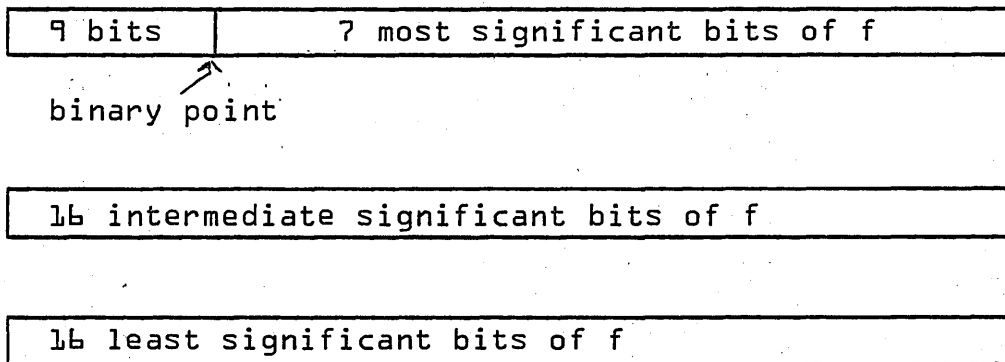 9 bits 7 most significant bits of f
binary point
16 intermediate significant bits of f
16 least significant bits of f